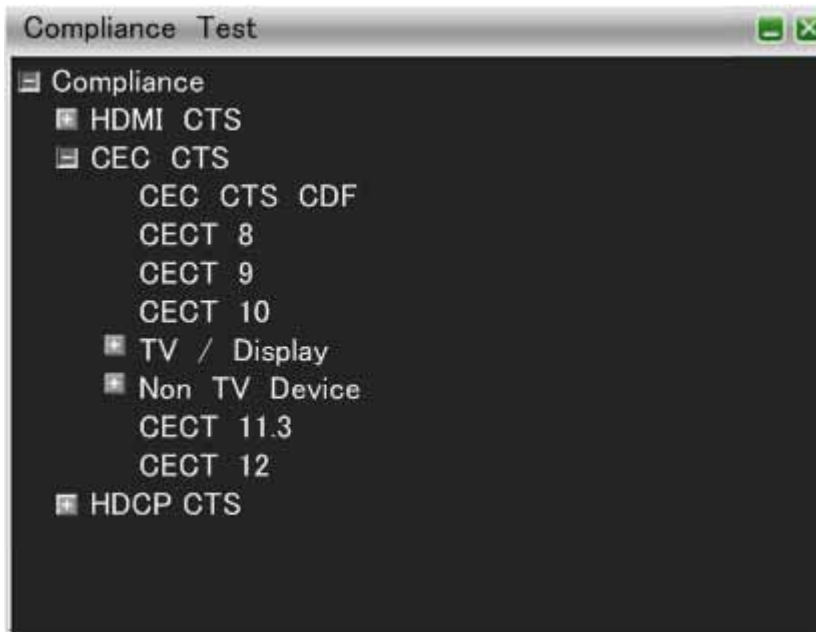 Compliance Test
Compliance
HDMI CTS
CEC CTS
CEC CTS CDF
CECT 8
CECT 9
CECT 10
TV / Display
Non TV Device
CECT 11.3
CECT 12
HDCP CTS